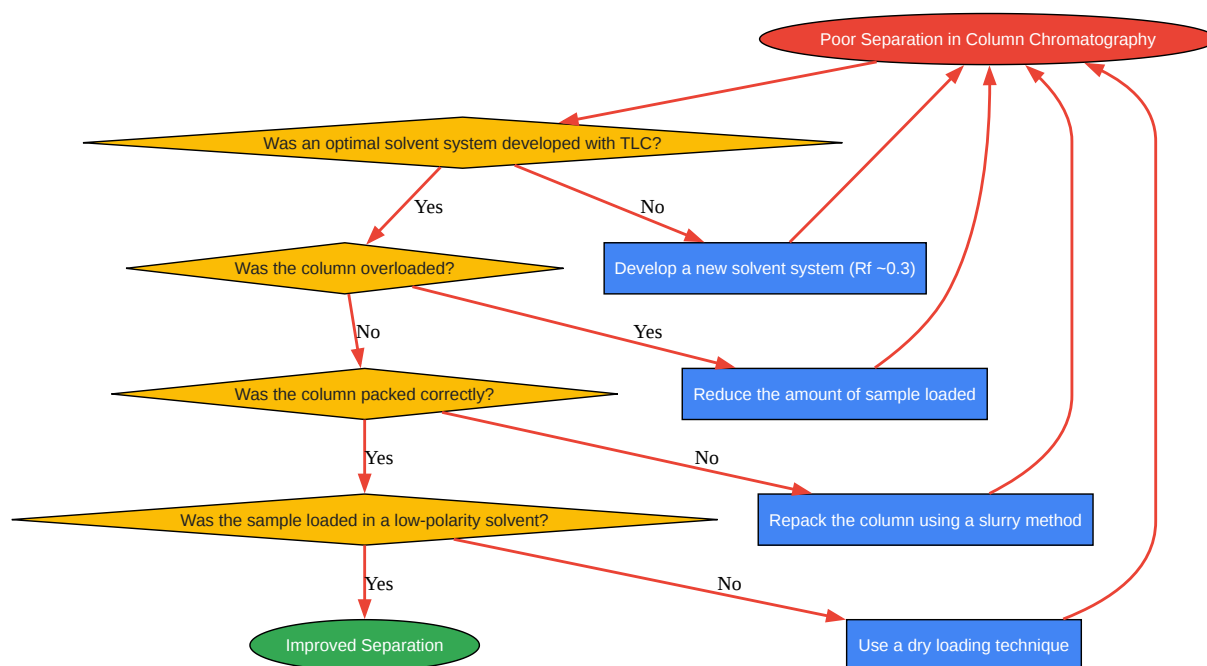 Poor Separation in Column Chromatography
Was an optimal solvent system developed with TLC?
Yes
No
Was the column overloaded?
Develop a new solvent system (Rf ~0.3)
No
Yes
Was the column packed correctly?
Reduce the amount of sample loaded
Yes
No
Was the sample loaded in a low-polarity solvent?
Repack the column using a slurry method
Yes
No
Improved Separation
Use a dry loading technique